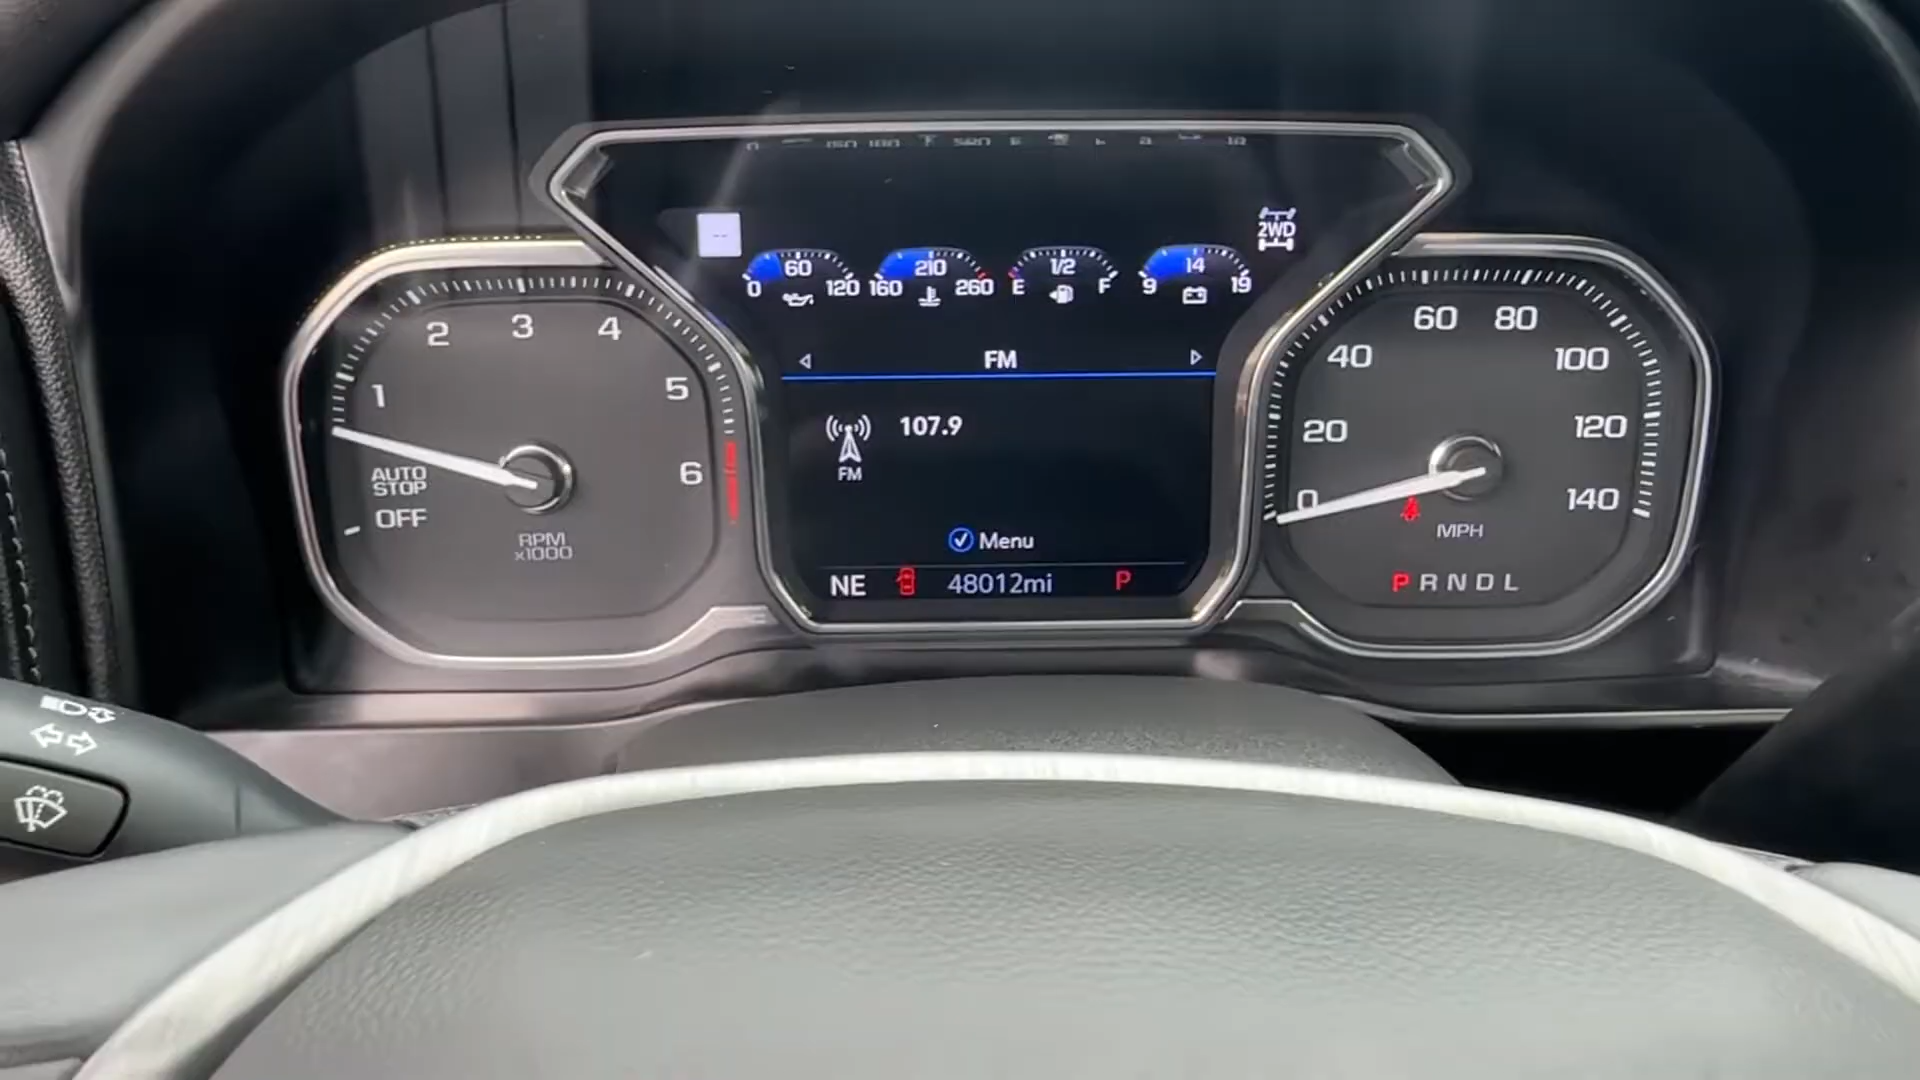 --
2WD
60
0 120
210
160 260
1/2
E F
14
9 19
FM
107.9
FM
Menu
NE 48012mi P
1 2 3 4 5 6
AUTO
STOP
OFF
RPM
x1000
0 20 40 60 80 100 120 140
MPH
P R N D L